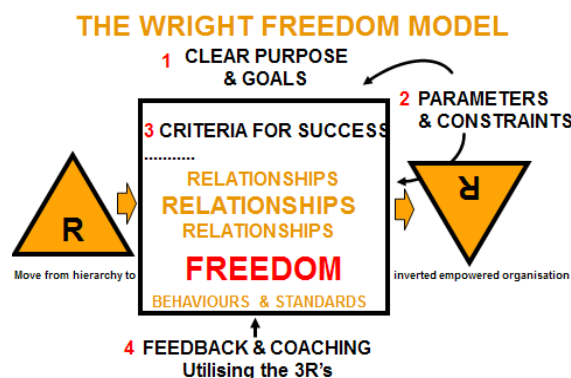 THE WRIGHT FREEDOM MODEL
1 CLEAR PURPOSE
& GOALS
2 PARAMETERS
& CONSTRAINTS
3 CRITERIA FOR SUCCESS
...........
RELATIONSHIPS
RELATIONSHIPS
RELATIONSHIPS
FREEDOM
BEHAVIOURS & STANDARDS
R
Move from hierarchy to
R
inverted empowered organisation
4 FEEDBACK & COACHING
Utilising the 3R's